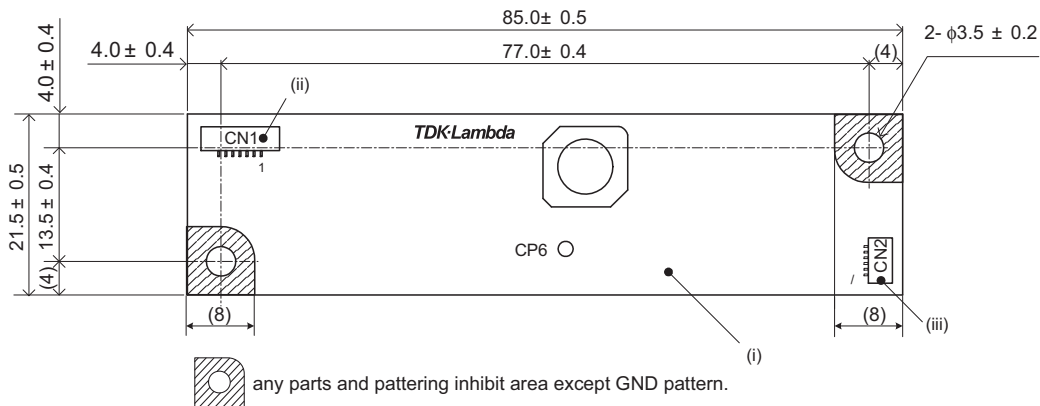 85.0± 0.5
4.0± 0.4
77.0± 0.4
(4)
2- ϕ3.5 ± 0.2
4.0± 0.4
(ii)
CN1
TDK·Lambda
1
21.5± 0.5
13.5± 0.4
(4)
CP6
CN2
/
(8)
(8)
(iii)
(i)
any parts and pattering inhibit area except GND pattern.